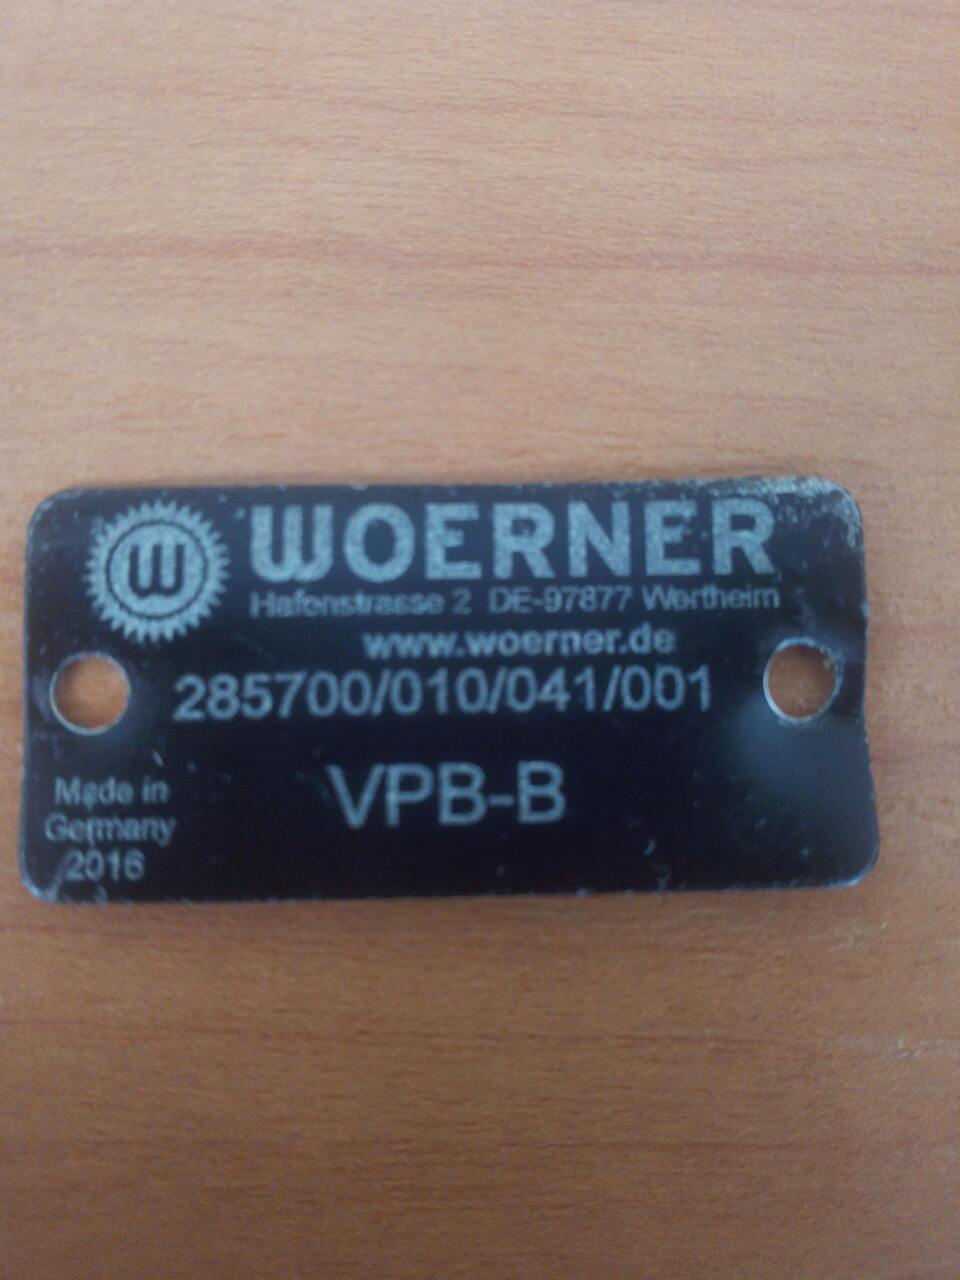 W WOERNER
Hafenstrasse 2 DE-97877 Wertheim
www.woerner.de
285700/010/041/001
VPB-B
Made in
Germany
2016